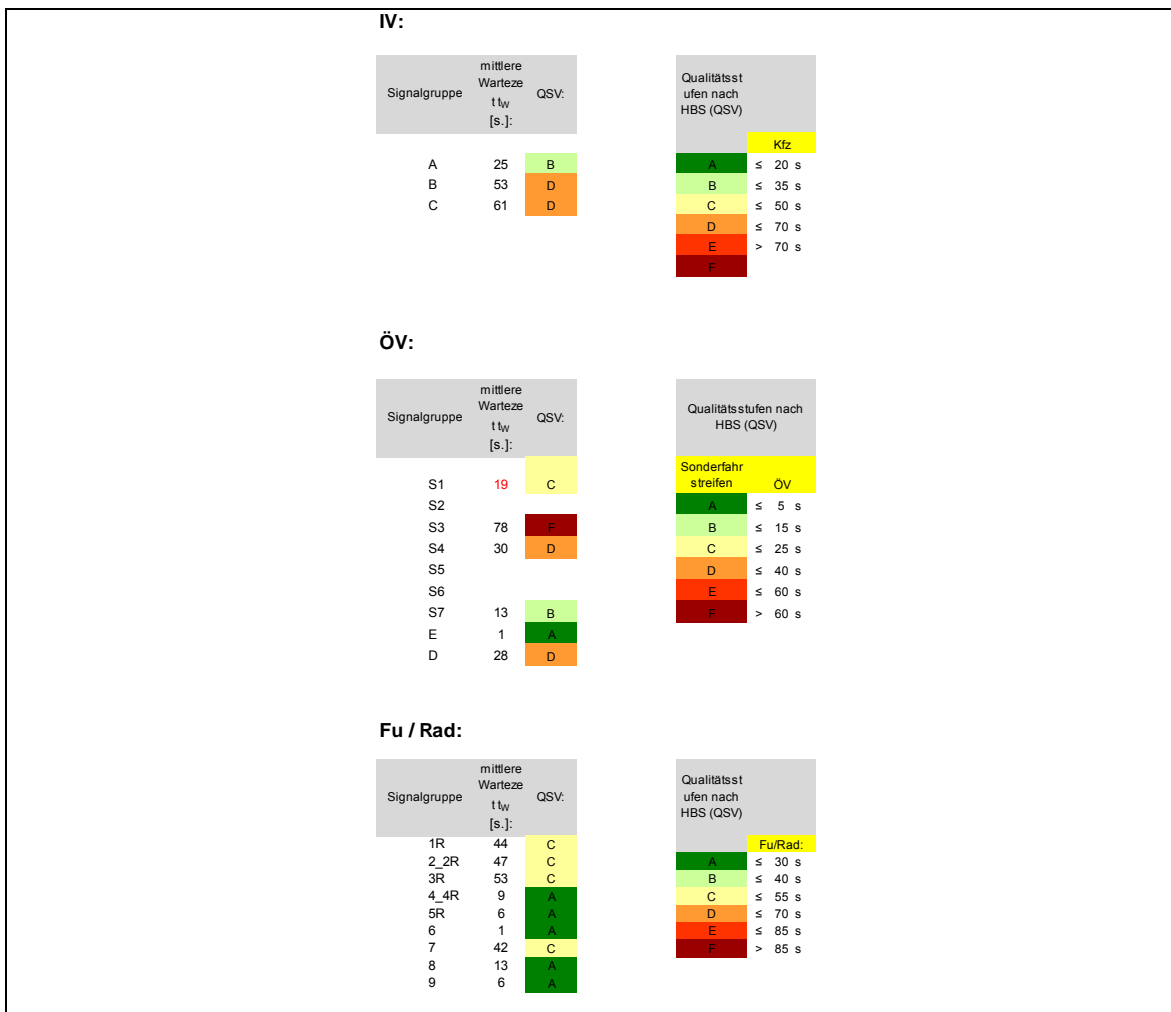 IV:
Signalgruppe mittlere Warteze t tW [s.]: QSV:
A 25 B
B 53 D
C 61 D
Qualitätsst ufen nach HBS (QSV)
Kfz
A ≤ 20 s
B ≤ 35 s
C ≤ 50 s
D ≤ 70 s
E > 70 s
F
ÖV:
Signalgruppe mittlere Warteze t tW [s.]: QSV:
S1 19 C
S2
S3 78 F
S4 30 D
S5
S6
S7 13 B
E 1 A
D 28 D
Qualitätsstufen nach HBS (QSV)
Sonderfahr streifen ÖV
A ≤ 5 s
B ≤ 15 s
C ≤ 25 s
D ≤ 40 s
E ≤ 60 s
F > 60 s
Fu / Rad:
Signalgruppe mittlere Warteze t tW [s.]: QSV:
1R 44 C
2_2R 47 C
3R 53 C
4_4R 9 A
5R 6 A
6 1 A
7 42 C
8 13 A
9 6 A
Qualitätsst ufen nach HBS (QSV)
Fu/Rad:
A ≤ 30 s
B ≤ 40 s
C ≤ 55 s
D ≤ 70 s
E ≤ 85 s
F > 85 s